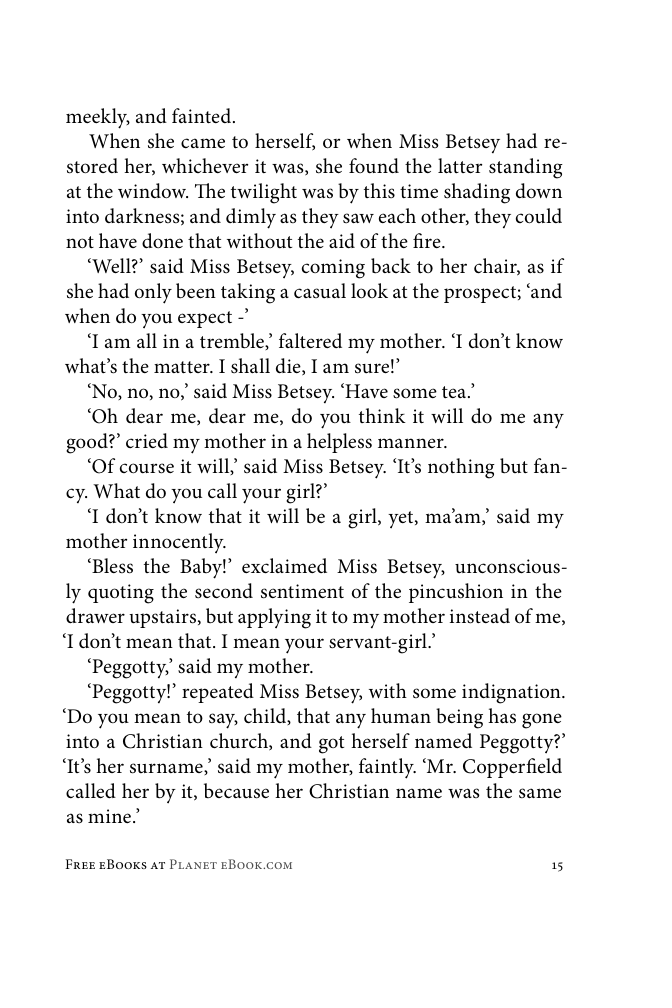 meekly, and fainted.
When she came to herself, or when Miss Betsey had re-
stored her, whichever it was, she found the latter standing
at the window. The twilight was by this time shading down
into darkness; and dimly as they saw each other, they could
not have done that without the aid of the fire.
‘Well?’ said Miss Betsey, coming back to her chair, as if
she had only been taking a casual look at the prospect; ‘and
when do you expect -’
‘I am all in a tremble,’ faltered my mother. ‘I don’t know
what’s the matter. I shall die, I am sure!’
‘No, no, no,’ said Miss Betsey. ‘Have some tea.’
‘Oh dear me, dear me, do you think it will do me any
good?’ cried my mother in a helpless manner.
‘Of course it will,’ said Miss Betsey. ‘It’s nothing but fan-
cy. What do you call your girl?’
‘I don’t know that it will be a girl, yet, ma’am,’ said my
mother innocently.
‘Bless the Baby!’ exclaimed Miss Betsey, unconscious-
ly quoting the second sentiment of the pincushion in the
drawer upstairs, but applying it to my mother instead of me,
‘I don’t mean that. I mean your servant-girl.’
‘Peggotty,’ said my mother.
‘Peggotty!’ repeated Miss Betsey, with some indignation.
‘Do you mean to say, child, that any human being has gone
into a Christian church, and got herself named Peggotty?’
‘It’s her surname,’ said my mother, faintly. ‘Mr. Copperfield
called her by it, because her Christian name was the same
as mine.’
Free eBooks at Planet eBook.com 15